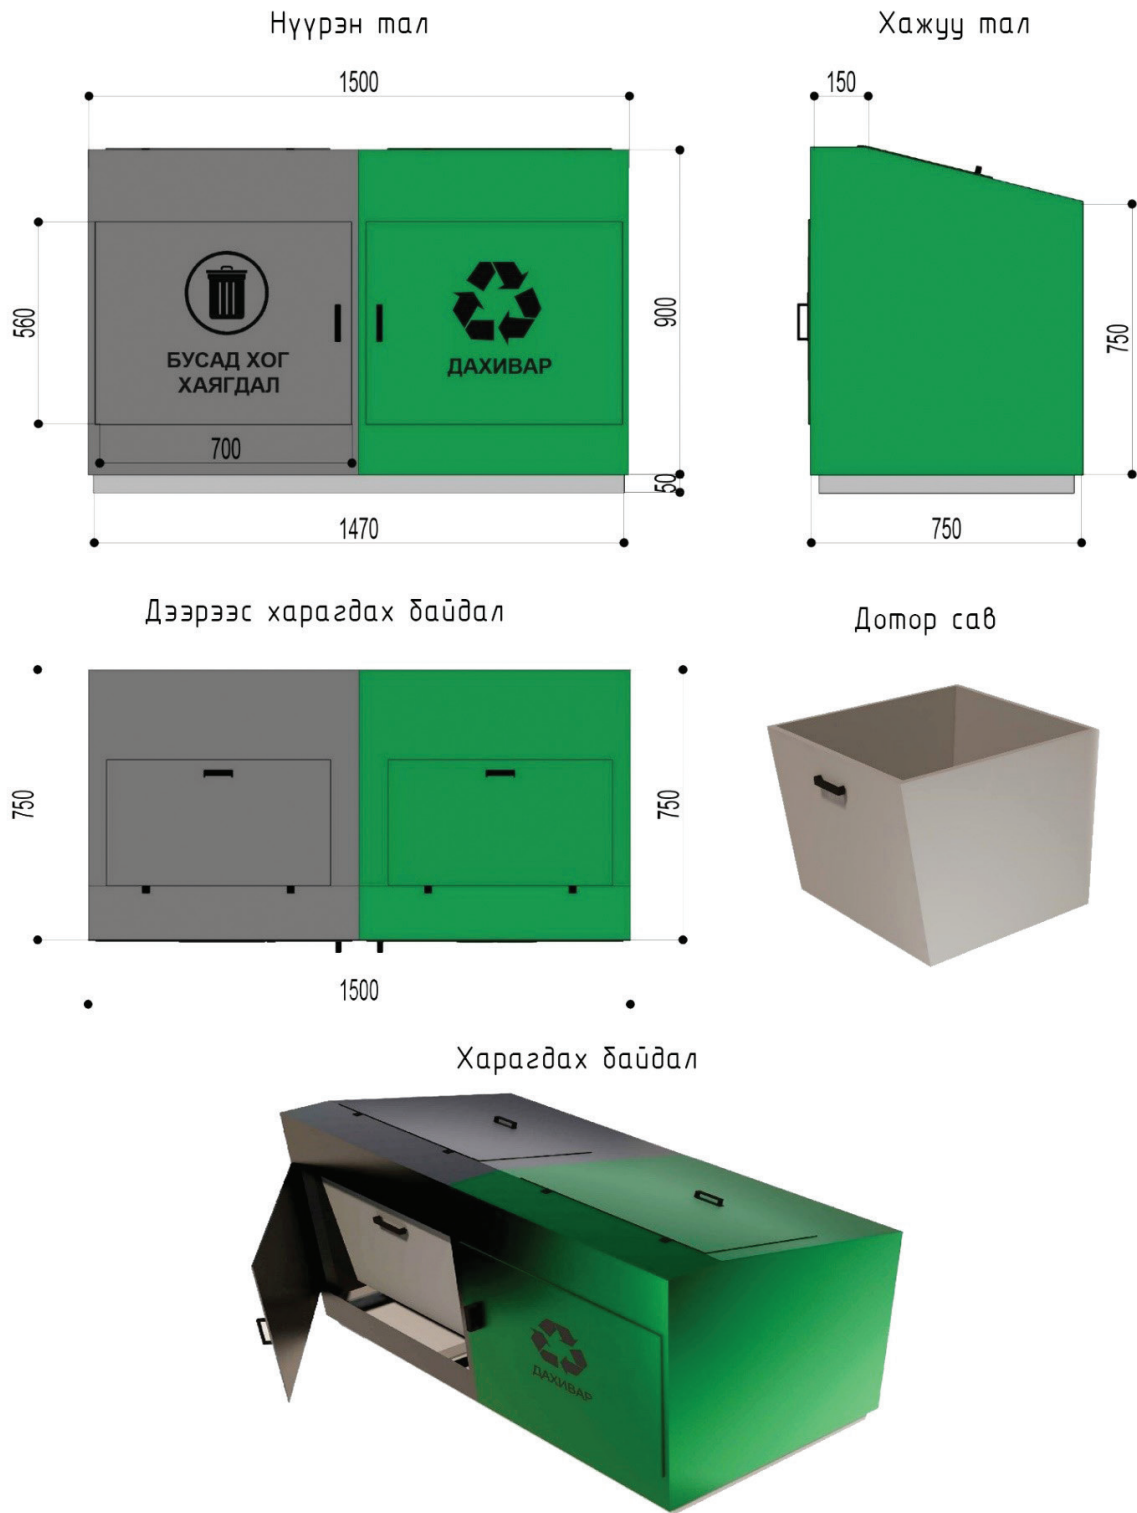 Нүүрэн тал
Хажуу тал
1500
150
560
БУСАД ХОГ
ХАЯГДАЛ
ДАХИВАР
900
750
700
50
1470
750
Дээрээс харагдах байдал
Дотор сав
750
750
1500
Харагдах байдал
ДАХИВАР